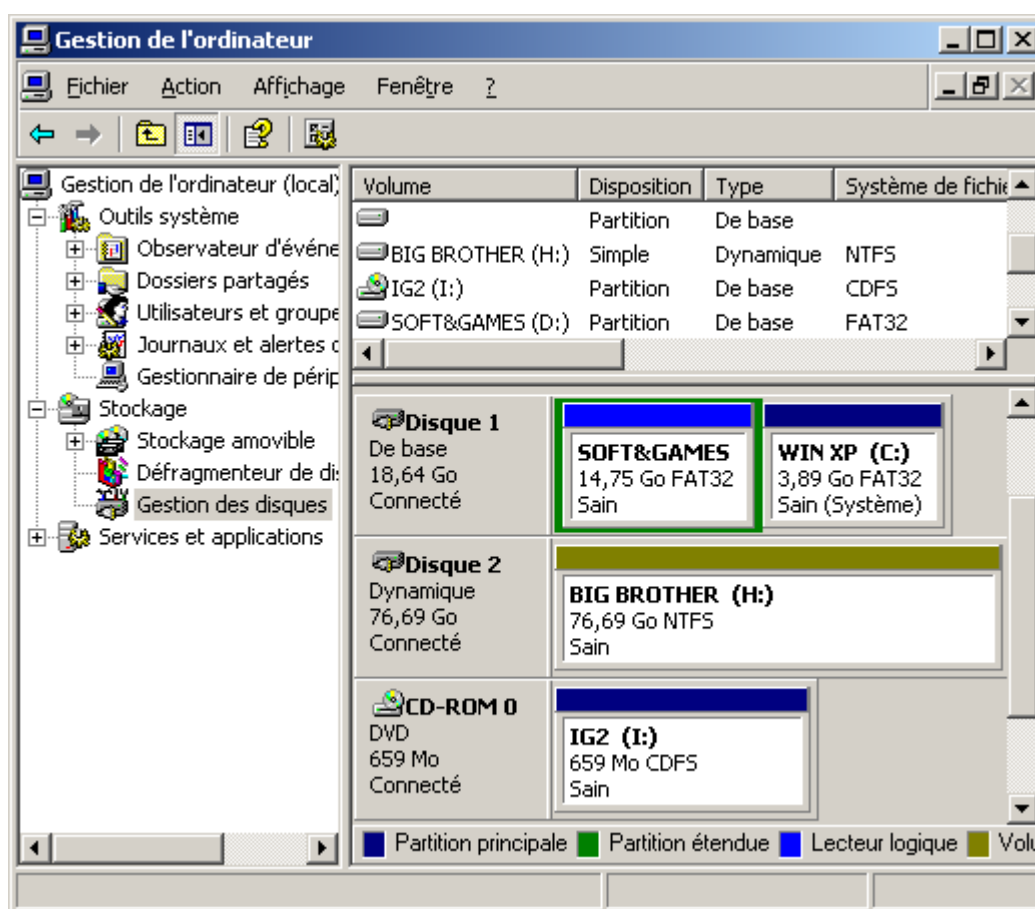 Gestion de l'ordinateur
Fichier Action Affichage Fenêtre ?
Gestion de l'ordinateur (local)
Outils système
Observateur d'événe
Dossiers partagés
Utilisateurs et groupe
Journaux et alertes
Gestionnaire de périp
Stockage
Stockage amovible
Défragmenteur de di
Gestion des disques
Services et applications
Volume Disposition Type Système de fichie
Partition De base
BIG BROTHER (H:) Simple Dynamique NTFS
IG2 (I:) Partition De base CDFS
SOFT&GAMES (D:) Partition De base FAT32
Disque 1
De base
18,64 Go
Connecté
SOFT&GAMES
14,75 Go FAT32
Sain
WIN XP (C:)
3,89 Go FAT32
Sain (Système)
Disque 2
Dynamique
76,69 Go
Connecté
BIG BROTHER (H:)
76,69 Go NTFS
Sain
CD-ROM 0
DVD
659 Mo
Connecté
IG2 (I:)
659 Mo CDFS
Sain
Partition principale Partition étendue Lecteur logique Volu